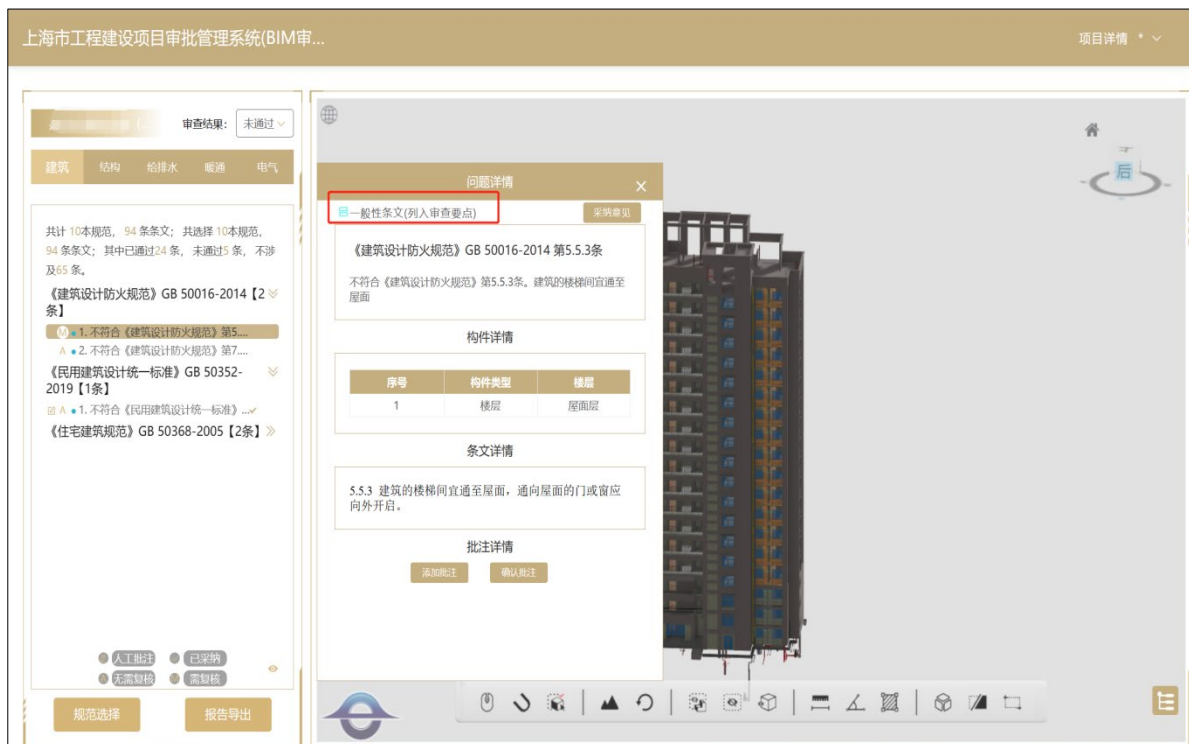 上海市工程建设项目审批管理系统(BIM审...
项目详情 *
审查结果: 未通过
建筑 结构 给排水 暖通 电气
共计 10本规范, 94 条条文; 共选择 10本规范,
94 条条文; 其中已通过24 条, 未通过5 条, 不涉
及65 条。
《建筑设计防火规范》GB 50016-2014【2
条】
M 1. 不符合《建筑设计防火规范》第5....
A 2. 不符合《建筑设计防火规范》第7....
《民用建筑设计统一标准》GB 50352-
2019【1条】
A 1. 不符合《民用建筑设计统一标准》...
《住宅建筑规范》GB 50368-2005【2条】
人工批注 已采纳
无需复核 需复核
规范选择 报告导出
问题详情
一般性条文(列入审查要点) 采纳意见
《建筑设计防火规范》GB 50016-2014 第5.5.3条
不符合《建筑设计防火规范》第5.5.3条。建筑的楼梯间宜通至
屋面
构件详情
序号 构件类型 楼层
1 楼层 屋面层
条文详情
5.5.3 建筑的楼梯间宜通至屋面，通向屋面的门或窗应
向外开启。
批注详情
添加批注 确认批注
后